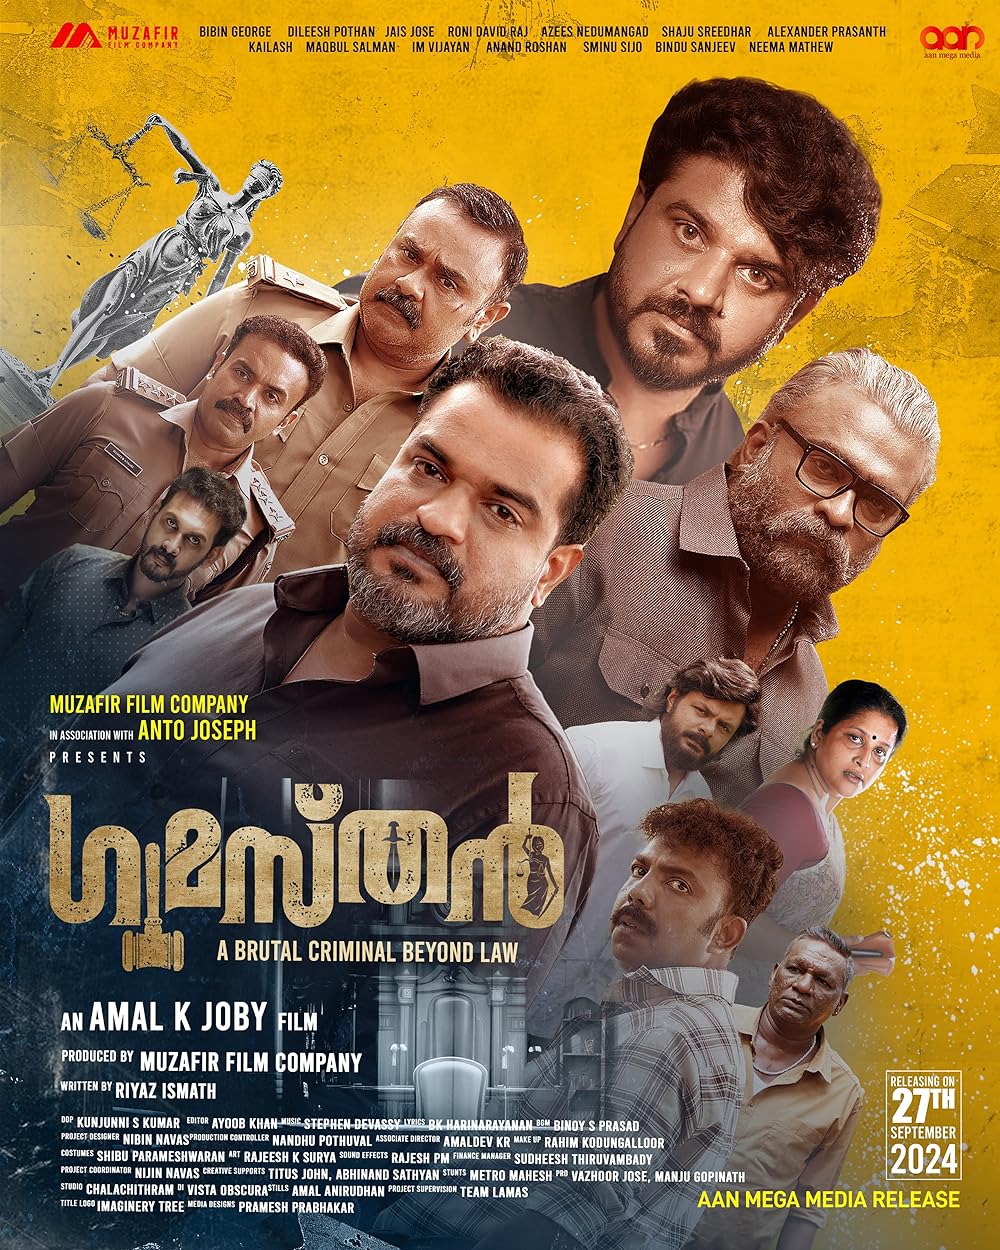 MUZAFIR
FILM COMPANY
BIBIN GEORGE DILEESH POTHAN JAIS JOSE RONI DAVID RAJ AZEES NEDUMANGAD SHAJU SREEDHAR ALEXANDER PRASANTH
KAILASH MAQBUL SALMAN IM VIJAYAN ANAND ROSHAN SMINU SIJO BINDU SANJEEV NEEMA MATHEW
aan
aan mega media
MUZAFIR FILM COMPANY
IN ASSOCIATION WITH ANTO JOSEPH
PRESENTS
ഗുമസ്തൻ
A BRUTAL CRIMINAL BEYOND LAW
AN AMAL K JOBY FILM
PRODUCED BY MUZAFIR FILM COMPANY
WRITTEN BY RIYAZ ISMATH
DOP KUNJUNNI S KUMAR EDITOR AYOOB KHAN MUSIC STEPHEN DEVASSY LYRICS BK HARINARAYANAN BGM BINOY S PRASAD
PROJECT DESIGNER NIBIN NAVAS PRODUCTION CONTROLLER NANDHU POTHUVAL ASSOCIATE DIRECTOR AMALDEV KR MAKE UP RAHIM KODUNGALLOOR
COSTUMES SHIBU PARAMESHWARAN ART RAJEESH K SURYA SOUND EFFECTS RAJESH PM FINANCE MANAGER SUDHEESH THIRUVAMBADY
PROJECT COORDINATOR NIJIN NAVAS CREATIVE SUPPORTS TITUS JOHN, ABHINAND SATHYAN STUNTS METRO MAHESH PRO VAZHOOR JOSE, MANJU GOPINATH
STUDIO CHALACHITHRAM DI VISTA OBSCURA STILLS AMAL ANIRUDHAN PROJECT SUPERVISION TEAM LAMAS
TITLE LOGO IMAGINERY TREE MEDIA DESIGNS PRAMESH PRABHAKAR
RELEASING ON
27TH
SEPTEMBER
2024
AAN MEGA MEDIA RELEASE